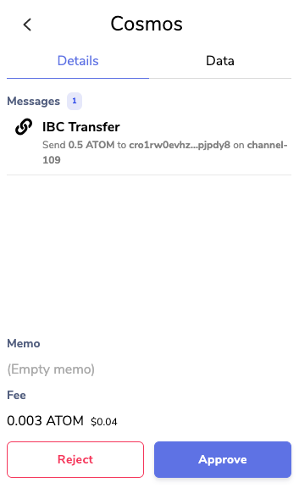 Cosmos
Details Data
Messages 1
IBC Transfer
Send 0.5 ATOM to cro1rw0evhz...pjpdy8 on channel-
109
Memo
(Empty memo)
Fee
0.003 ATOM $0.04
Reject Approve